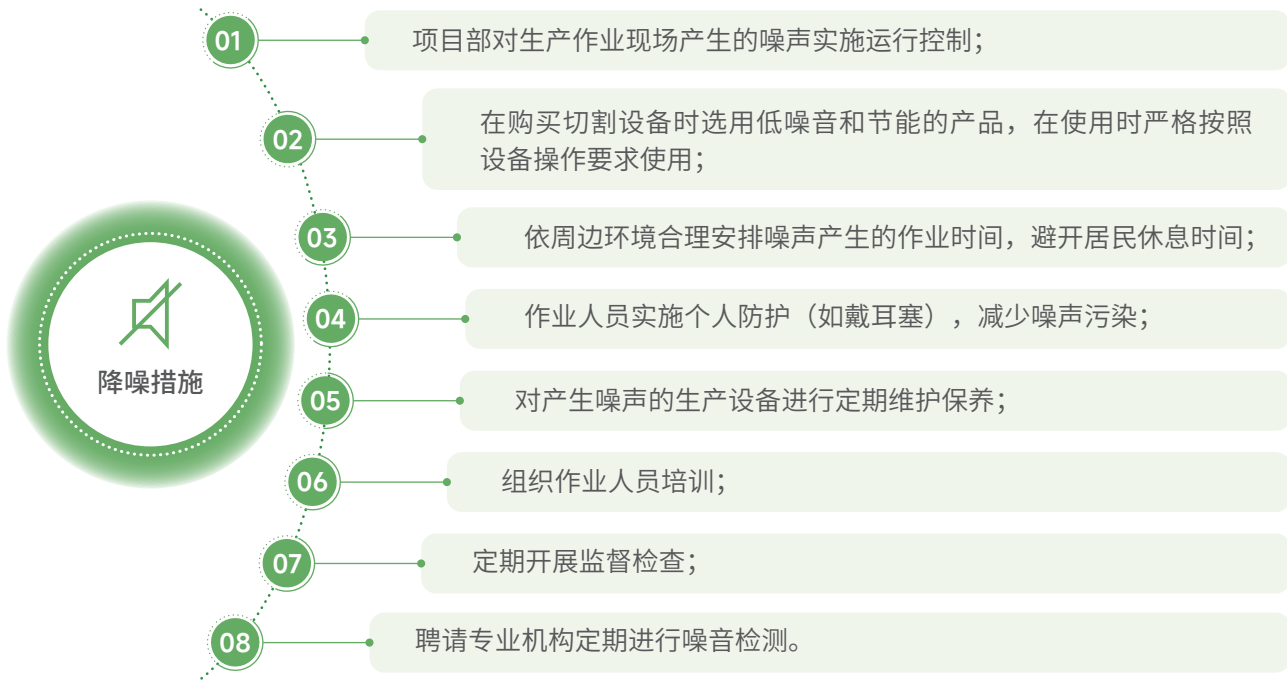 01
项目部对生产作业现场产生的噪声实施运行控制；
02
在购买切割设备时选用低噪音和节能的产品，在使用时严格按照
设备操作要求使用；
03
依周边环境合理安排噪声产生的作业时间，避开居民休息时间；
04
作业人员实施个人防护（如戴耳塞），减少噪声污染；
降噪措施
05
对产生噪声的生产设备进行定期维护保养；
06
组织作业人员培训；
07
定期开展监督检查；
08
聘请专业机构定期进行噪音检测。